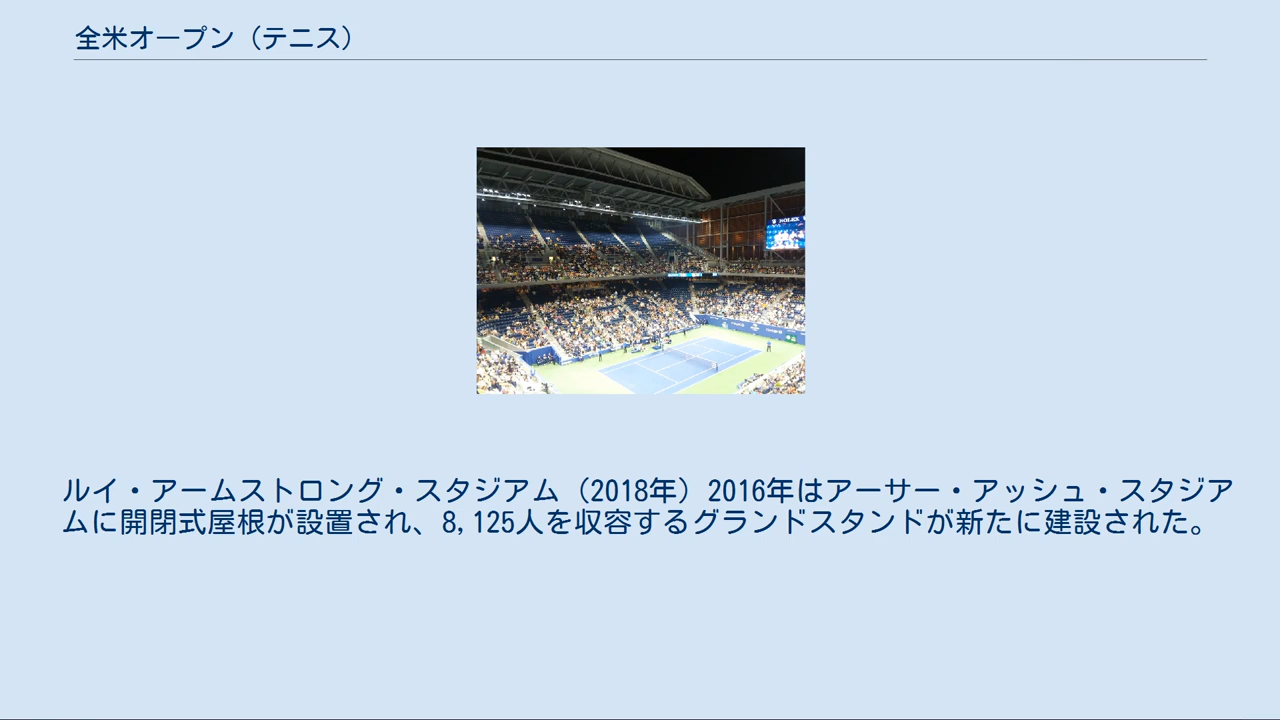 全米オープン（テニス）
ROLEX
ルイ・アームストロング・スタジアム（2018年）2016年はアーサー・アッシュ・スタジア
ムに開閉式屋根が設置され、8,125人を収容するグランドスタンドが新たに建設された。